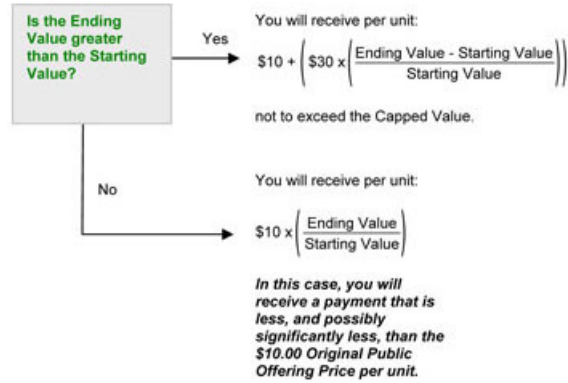 Is the Ending
Value greater
than the Starting
Value?
Yes
You will receive per unit:
$10 + ( $30 x ( Ending Value - Starting Value
Starting Value ) )
not to exceed the Capped Value.
No
You will receive per unit:
$10 x ( Ending Value
Starting Value )
In this case, you will
receive a payment that is
less, and possibly
significantly less, than the
$10.00 Original Public
Offering Price per unit.